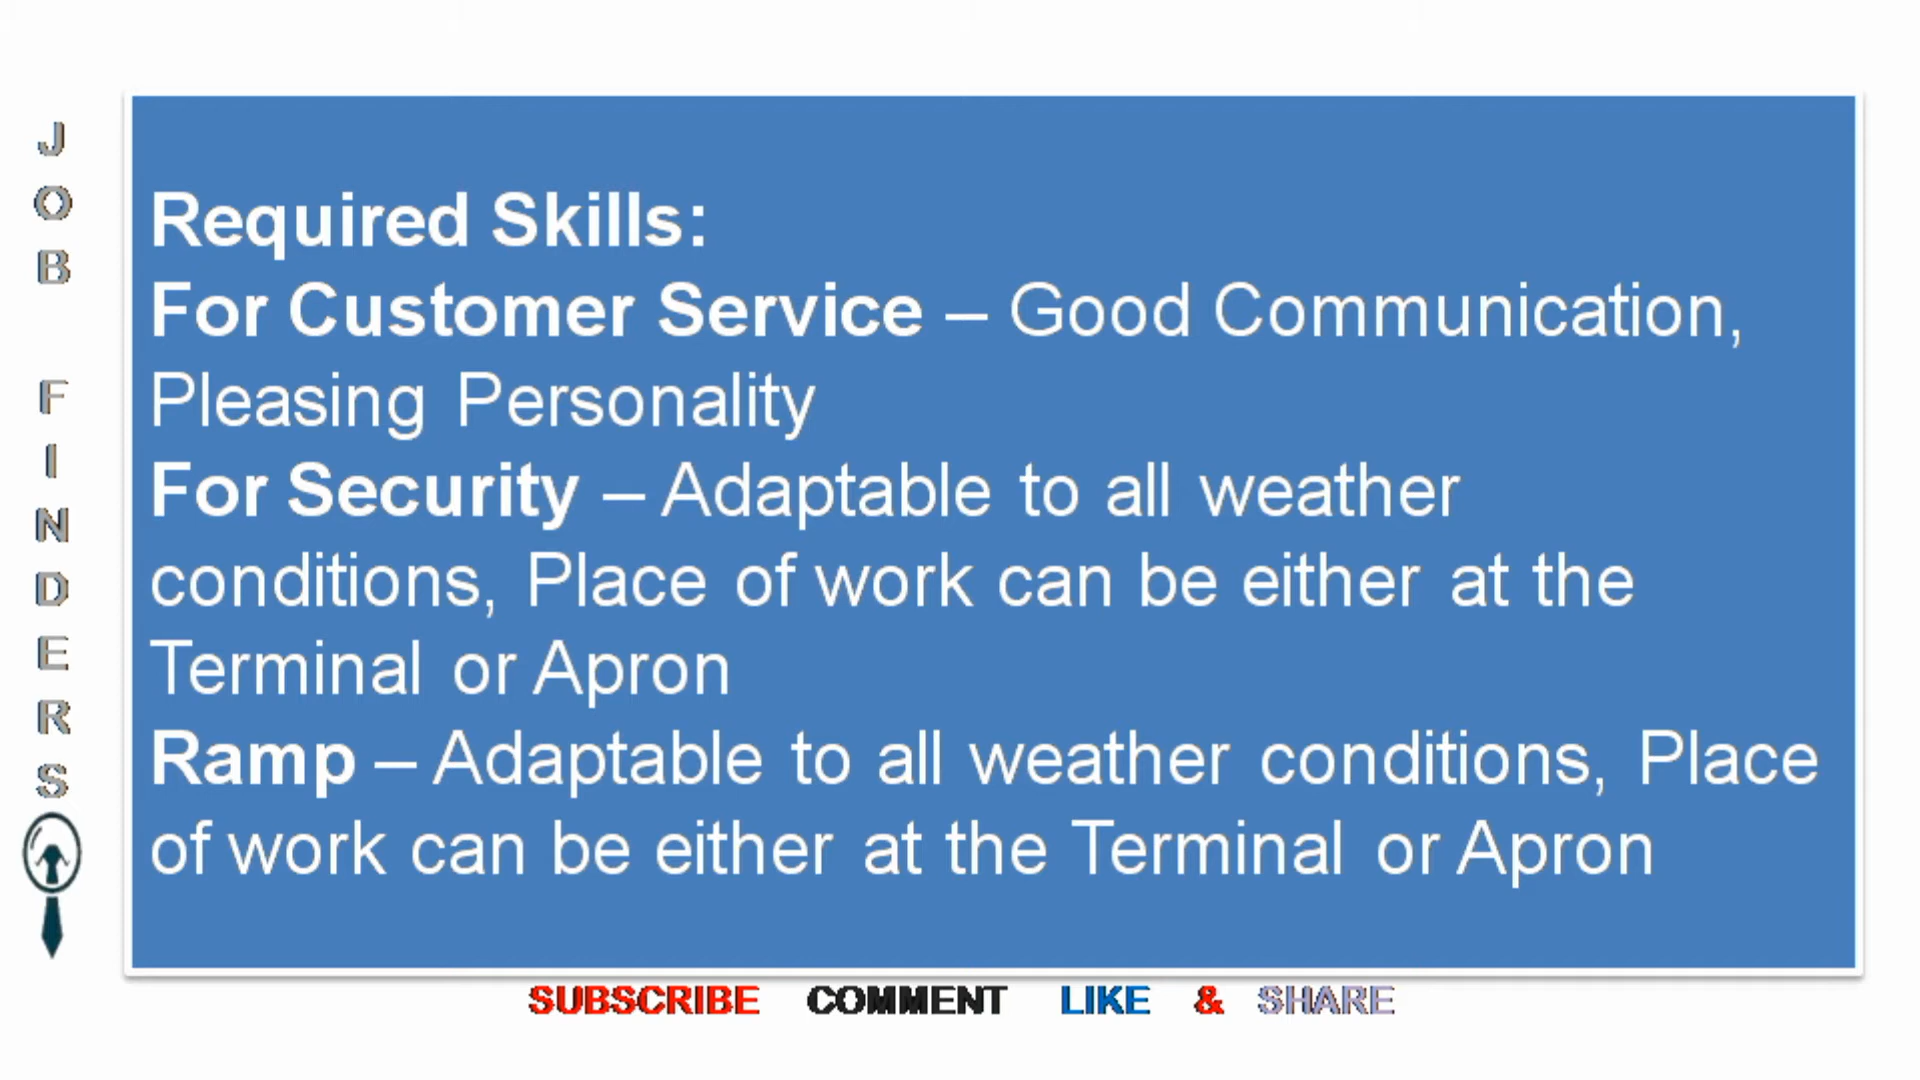 JOB FINDERS
Required Skills:
For Customer Service – Good Communication,
Pleasing Personality
For Security – Adaptable to all weather
conditions, Place of work can be either at the
Terminal or Apron
Ramp – Adaptable to all weather conditions, Place
of work can be either at the Terminal or Apron
SUBSCRIBE COMMENT LIKE & SHARE